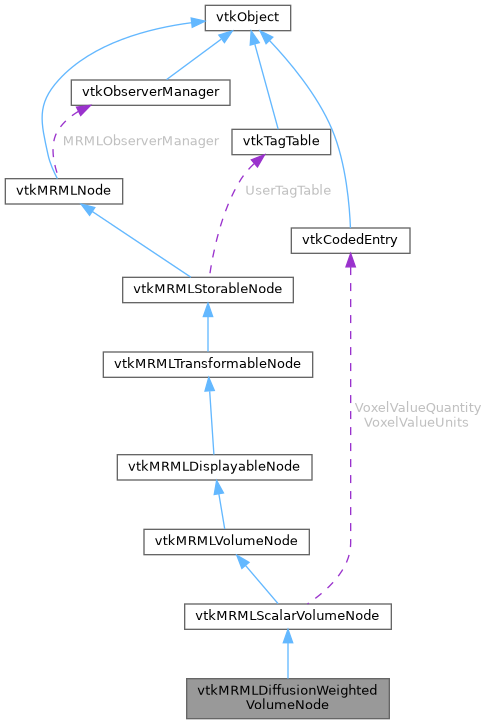 vtkObject
vtkObserverManager
MRMLObserverManager
vtkTagTable
vtkMRMLNode
UserTagTable
vtkCodedEntry
vtkMRMLStorableNode
vtkMRMLTransformableNode
VoxelValueQuantity
VoxelValueUnits
vtkMRMLDisplayableNode
vtkMRMLVolumeNode
vtkMRMLScalarVolumeNode
vtkMRMLDiffusionWeighted
VolumeNode